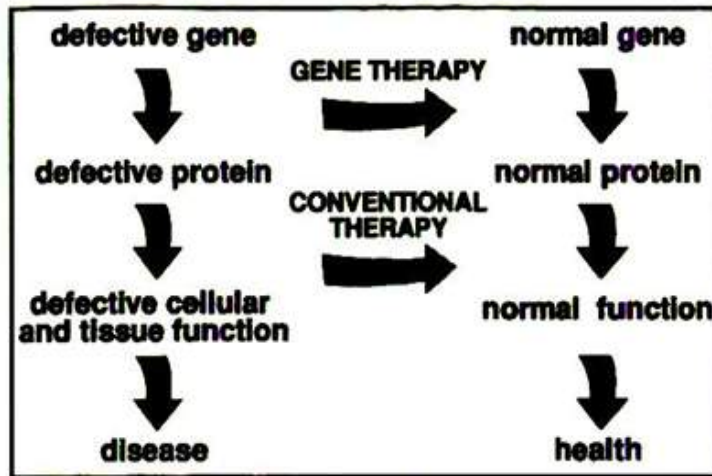 defective gene
normal gene
GENE THERAPY
defective protein
normal protein
CONVENTIONAL
THERAPY
defective cellular
and tissue function
normal function
disease
health